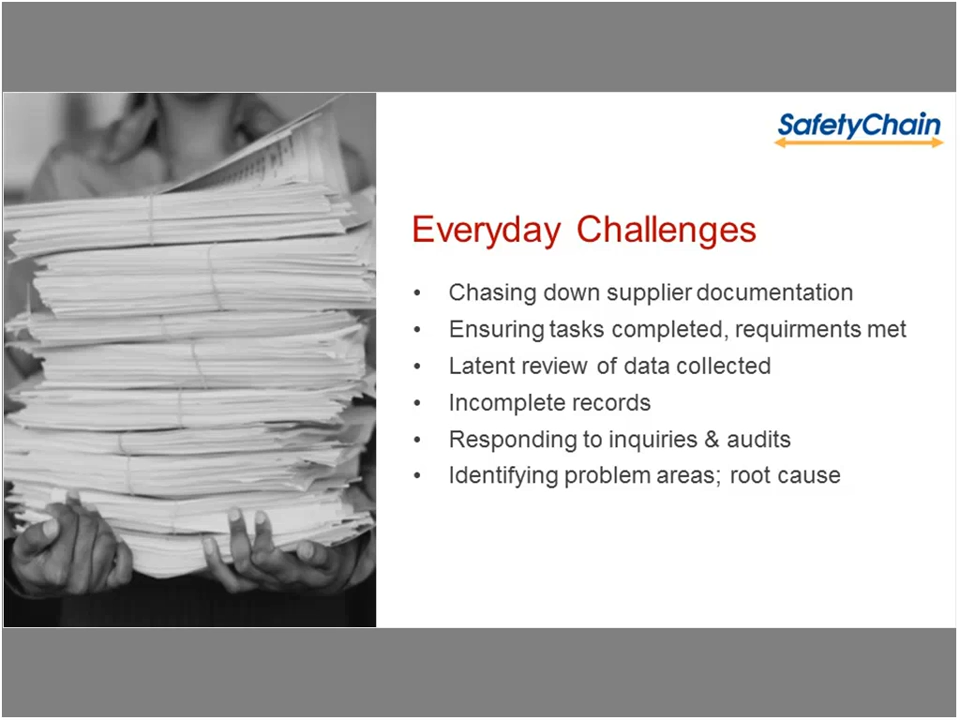 SafetyChain
Everyday Challenges
• Chasing down supplier documentation
• Ensuring tasks completed, requirments met
• Latent review of data collected
• Incomplete records
• Responding to inquiries & audits
• Identifying problem areas; root cause